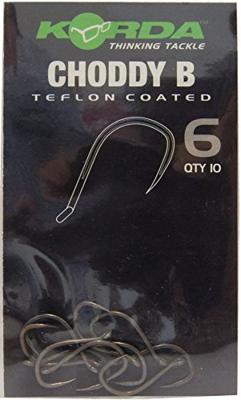 KORDA
THINKING TACKLE
CHODDY B
TEFLON COATED
6
QTY 10